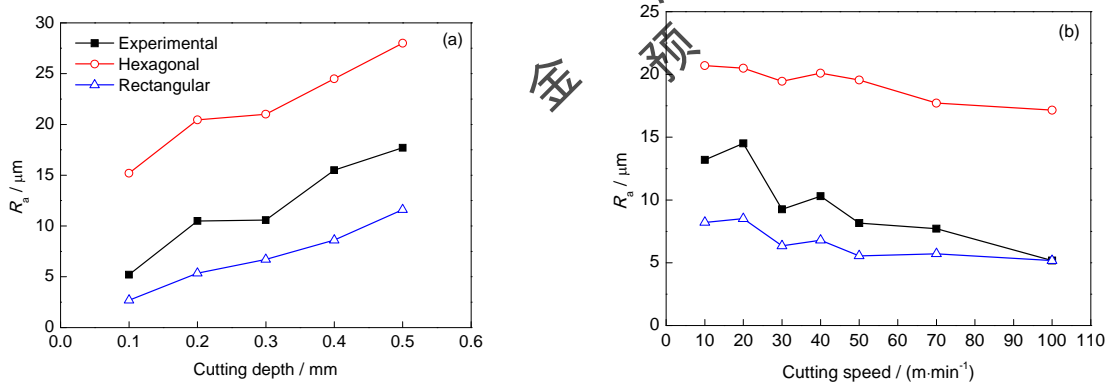 30
25
20
15
10
5
0
0.0 0.1 0.2 0.3 0.4 0.5 0.6
Cutting depth / mm
Ra / μm
Experimental
Hexagonal
Rectangular
(a)
金
预
25
20
15
10
5
0
0 10 20 30 40 50 60 70 80 90 100 110
Cutting speed / (m·min⁻¹)
Ra / μm
(b)